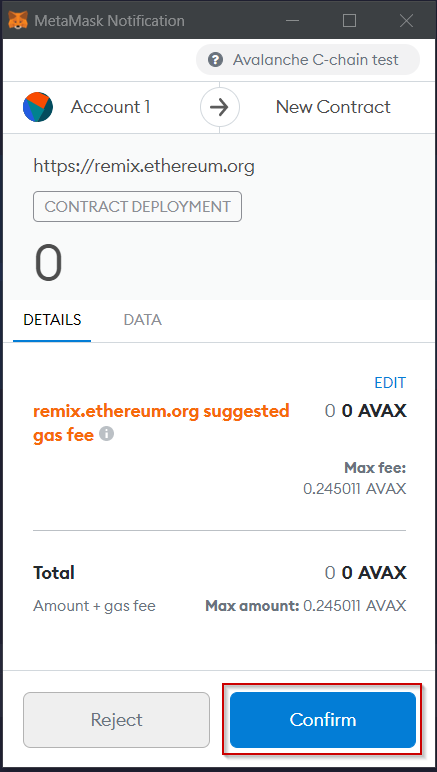 MetaMask Notification
Avalanche C-chain test
Account 1
New Contract
https://remix.ethereum.org
CONTRACT DEPLOYMENT
0
DETAILS
DATA
EDIT
remix.ethereum.org suggested
gas fee
0 0 AVAX
Max fee:
0.245011 AVAX
Total
0 0 AVAX
Amount + gas fee
Max amount: 0.245011 AVAX
Reject
Confirm